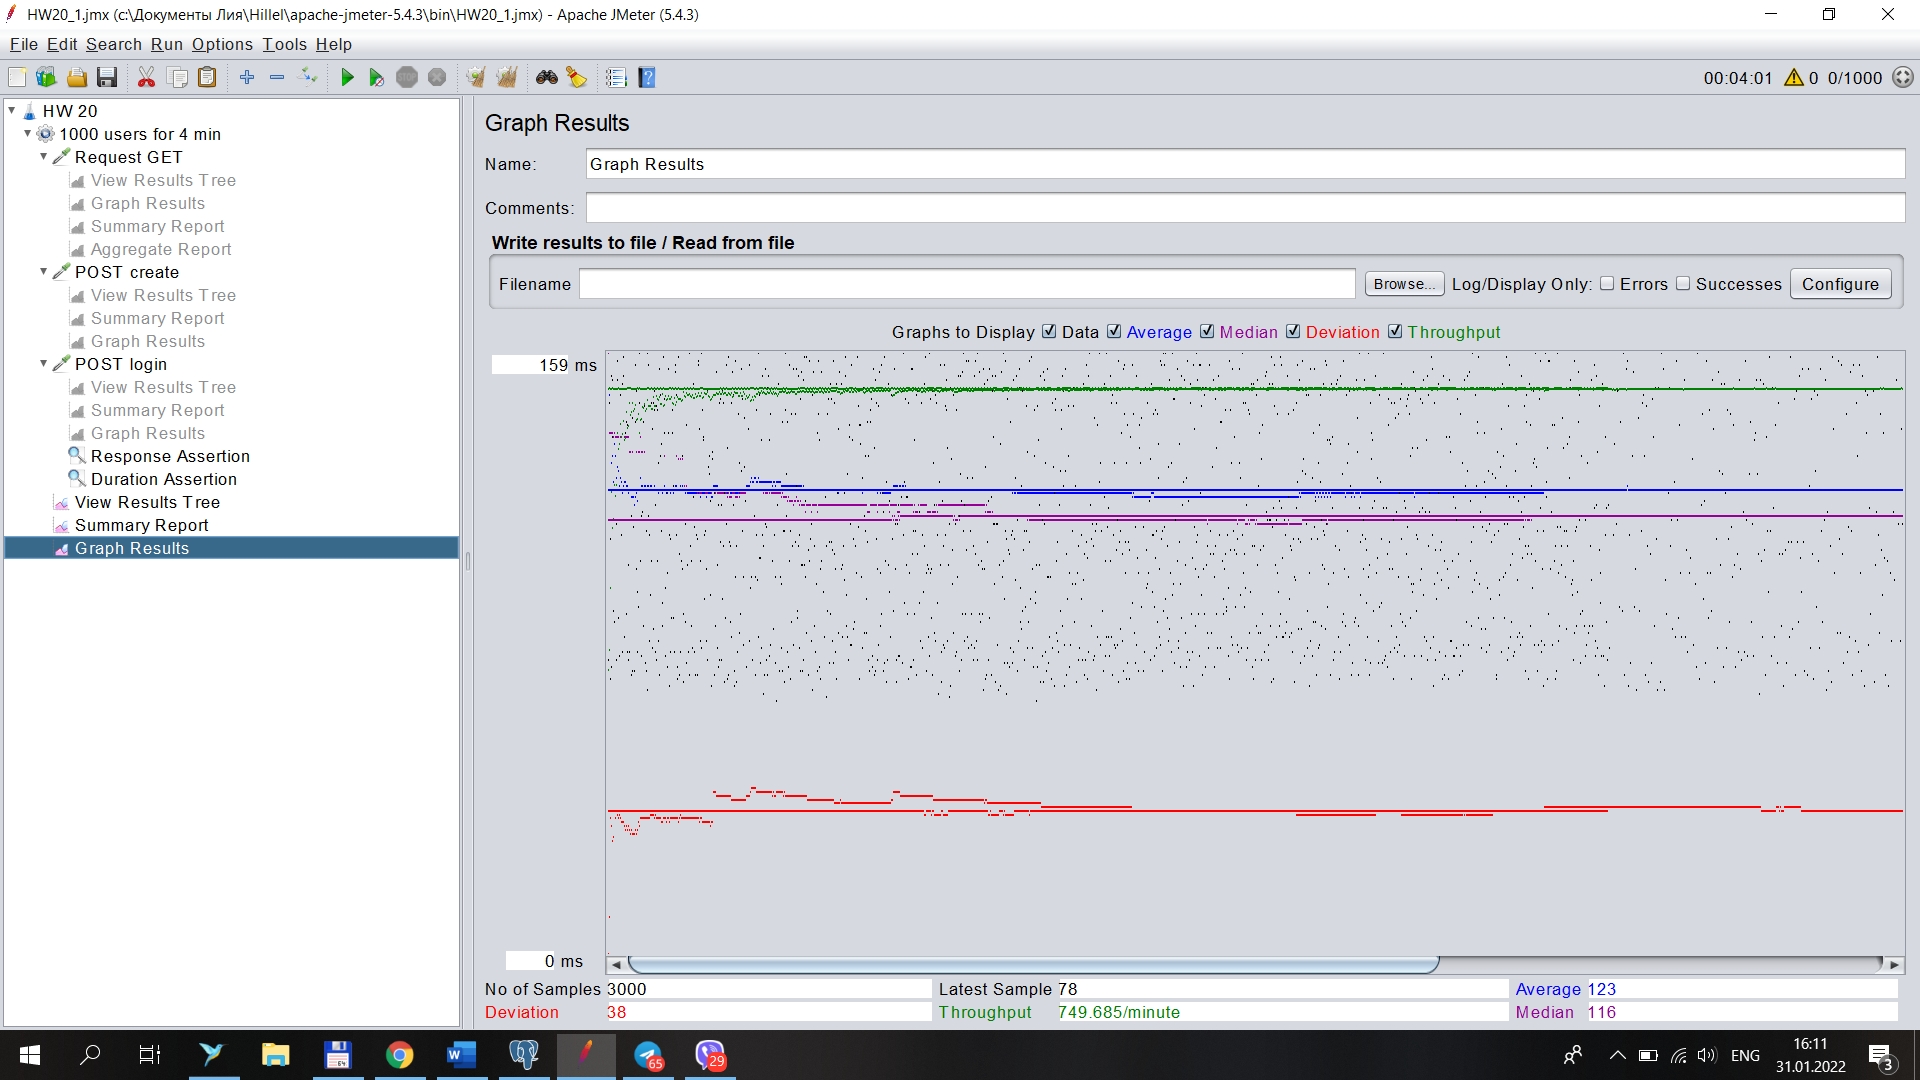 HW20_1.jmx (c:\Документы Лия\Hillel\apache-jmeter-5.4.3\bin\HW20_1.jmx) - Apache JMeter (5.4.3)
File Edit Search Run Options Tools Help
STOP
00:04:01 0 0/1000
HW 20
1000 users for 4 min
Request GET
View Results Tree
Graph Results
Summary Report
Aggregate Report
POST create
View Results Tree
Summary Report
Graph Results
POST login
View Results Tree
Summary Report
Graph Results
Response Assertion
Duration Assertion
View Results Tree
Summary Report
Graph Results
Graph Results
Name: Graph Results
Comments:
Write results to file / Read from file
Filename Browse... Log/Display Only: Errors Successes Configure
Graphs to Display Data Average Median Deviation Throughput
159 ms
0 ms
No of Samples 3000 Latest Sample 78 Average 123
Deviation 38 Throughput 749.685/minute Median 116
64
W
65
29
ENG
16:11
31.01.2022
3